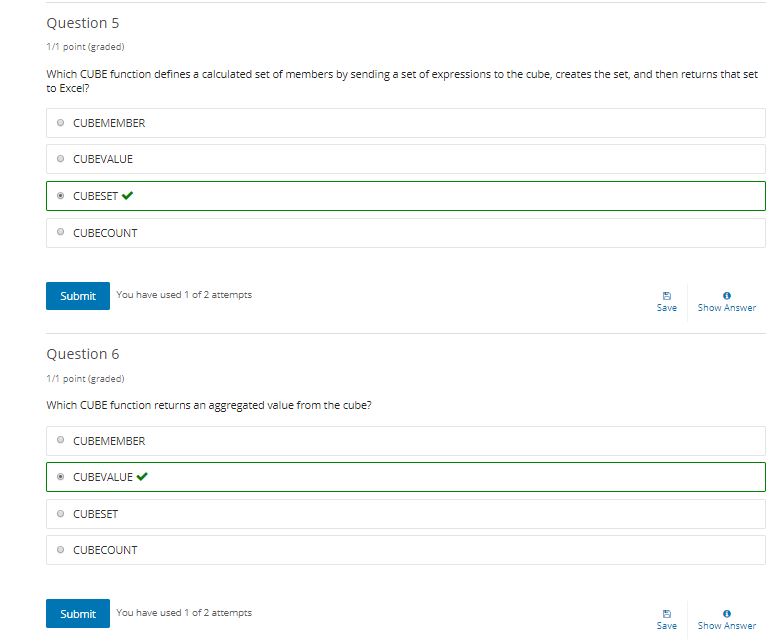 Question 5
1/1 point (graded)
Which CUBE function defines a calculated set of members by sending a set of expressions to the cube, creates the set, and then returns that set
to Excel?
CUBEMEMBER
CUBEVALUE
CUBESET
CUBECOUNT
Submit You have used 1 of 2 attempts
Save Show Answer
Question 6
1/1 point (graded)
Which CUBE function returns an aggregated value from the cube?
CUBEMEMBER
CUBEVALUE
CUBESET
CUBECOUNT
Submit You have used 1 of 2 attempts
Save Show Answer